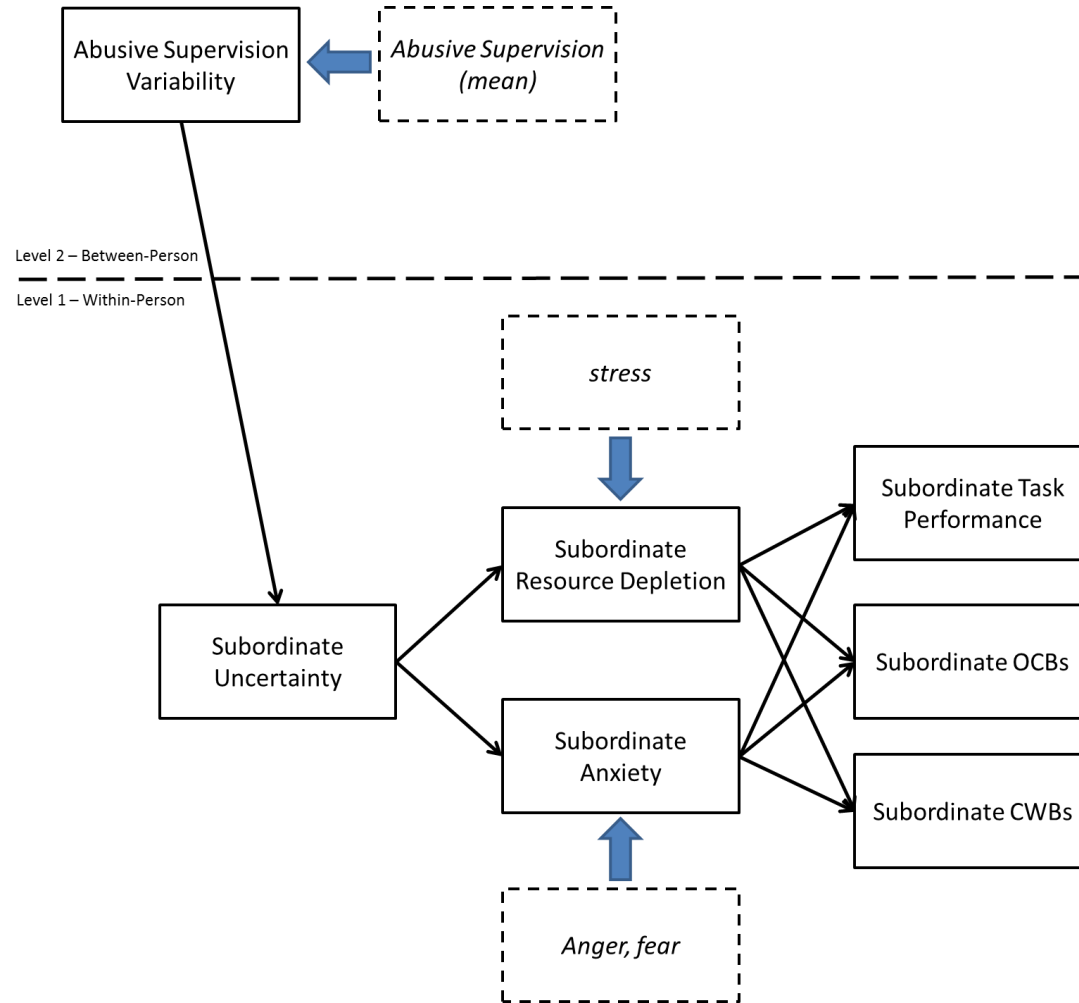 Abusive Supervision
Variability
Abusive Supervision
(mean)
Level 2 – Between-Person
Level 1 – Within-Person
stress
Subordinate
Resource Depletion
Subordinate Task
Performance
Subordinate
Uncertainty
Subordinate OCBs
Subordinate
Anxiety
Subordinate CWBs
Anger, fear